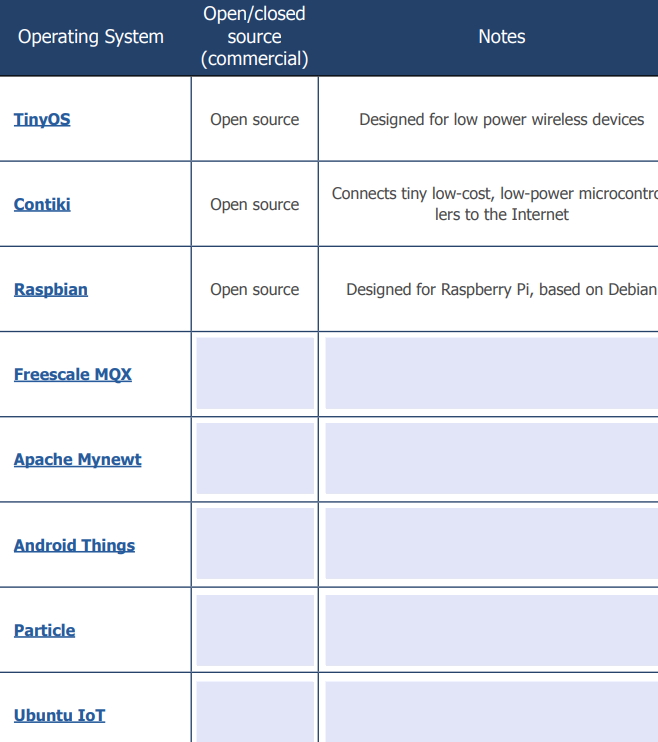 Operating System
Open/closed
source
(commercial)
Notes
TinyOS
Open source
Designed for low power wireless devices
Contiki
Open source
Connects tiny low-cost, low-power microcontro
lers to the Internet
Raspbian
Open source
Designed for Raspberry Pi, based on Debian
Freescale MQX
Apache Mynewt
Android Things
Particle
Ubuntu IoT